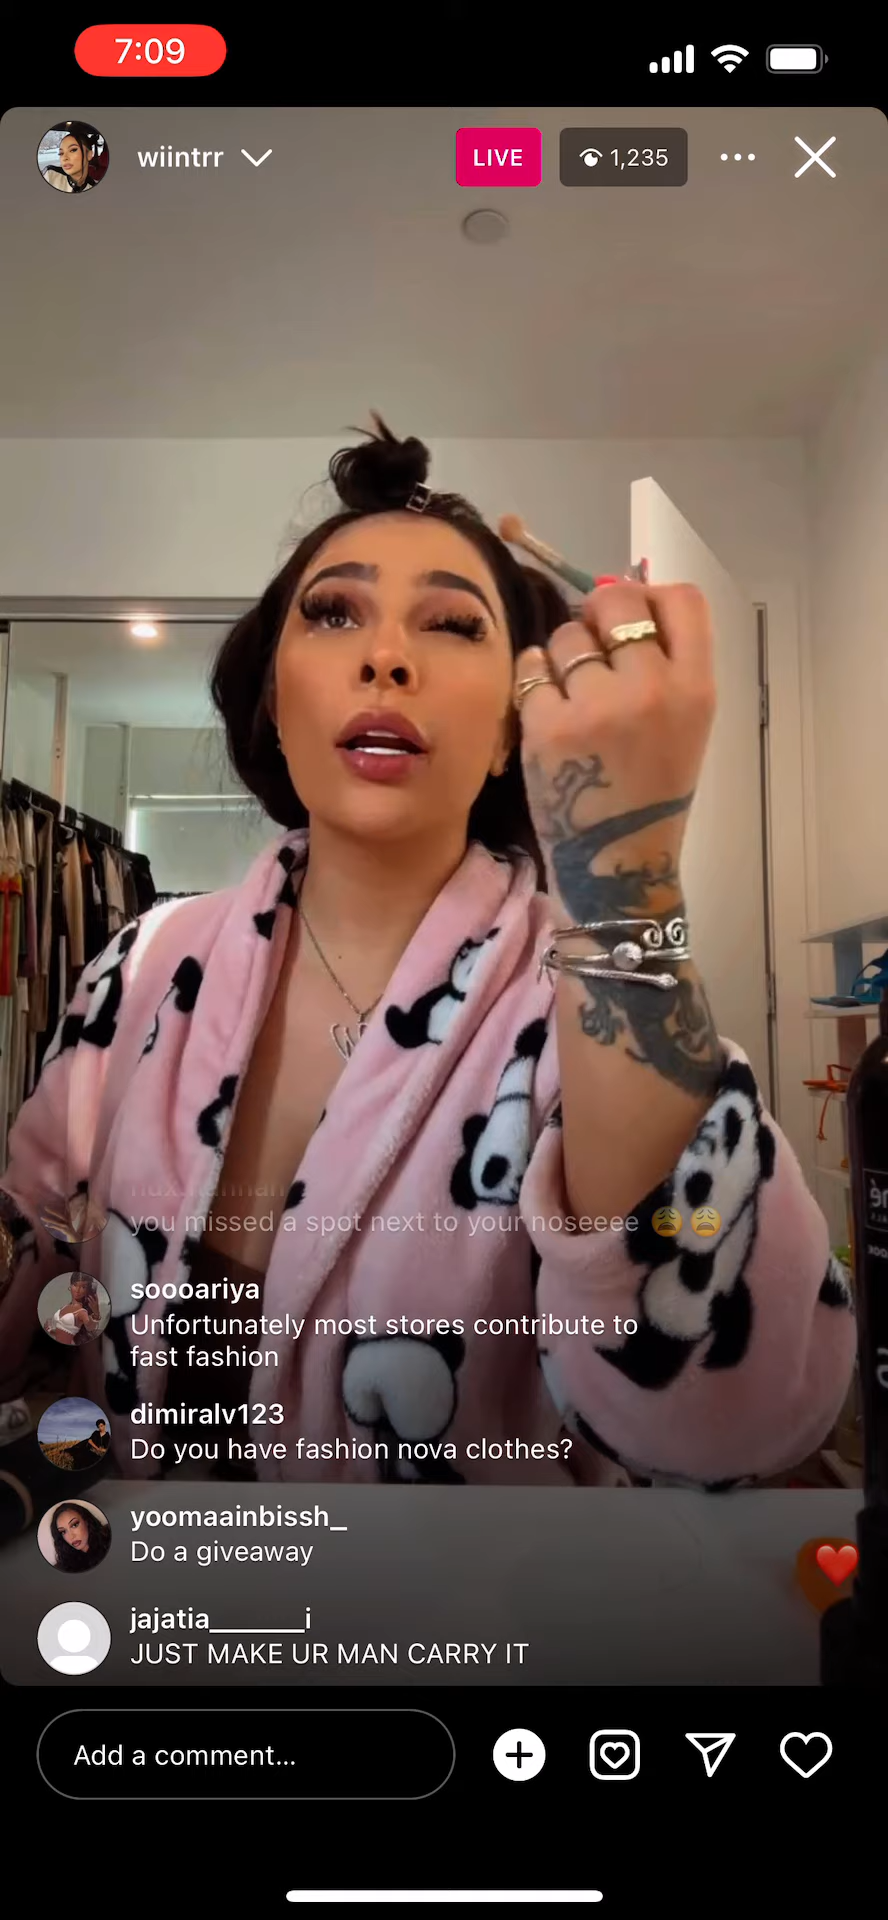 7:09
wiintrr
LIVE
1,235
you missed a spot next to your noseeee 😩😩
soooariya
Unfortunately most stores contribute to
fast fashion
dimiralv123
Do you have fashion nova clothes?
yoomaainbissh_
Do a giveaway
jajatia_______i
JUST MAKE UR MAN CARRY IT
Add a comment...